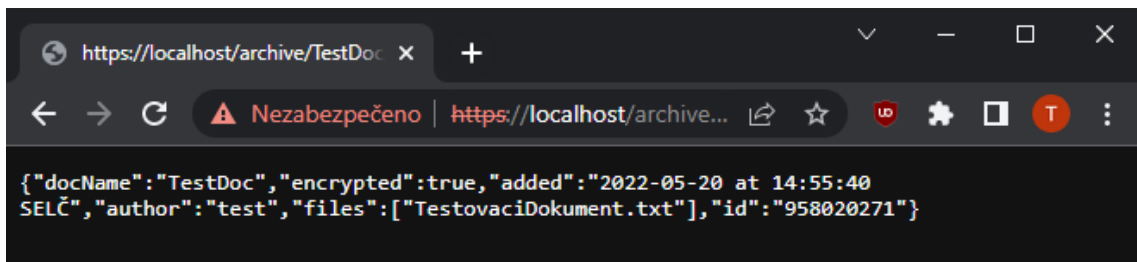 https://localhost/archive/TestDoc
Nezabezpečeno | https://localhost/archive...
T
{"docName":"TestDoc","encrypted":true,"added":"2022-05-20 at 14:55:40
SELČ","author":"test","files":["TestovaciDokument.txt"],"id":"958020271"}